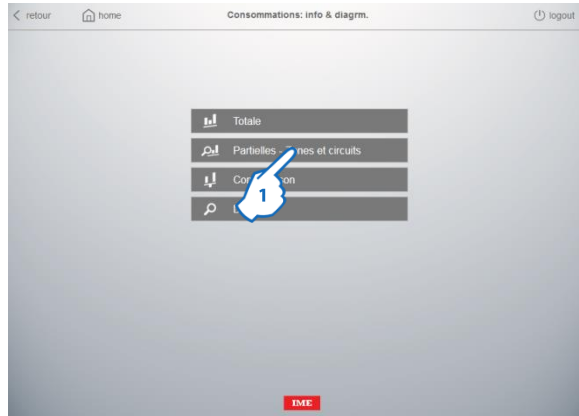 retour
home
Consommations: info & diagrm.
logout
Totale
Partielles - et circuits
1
IME